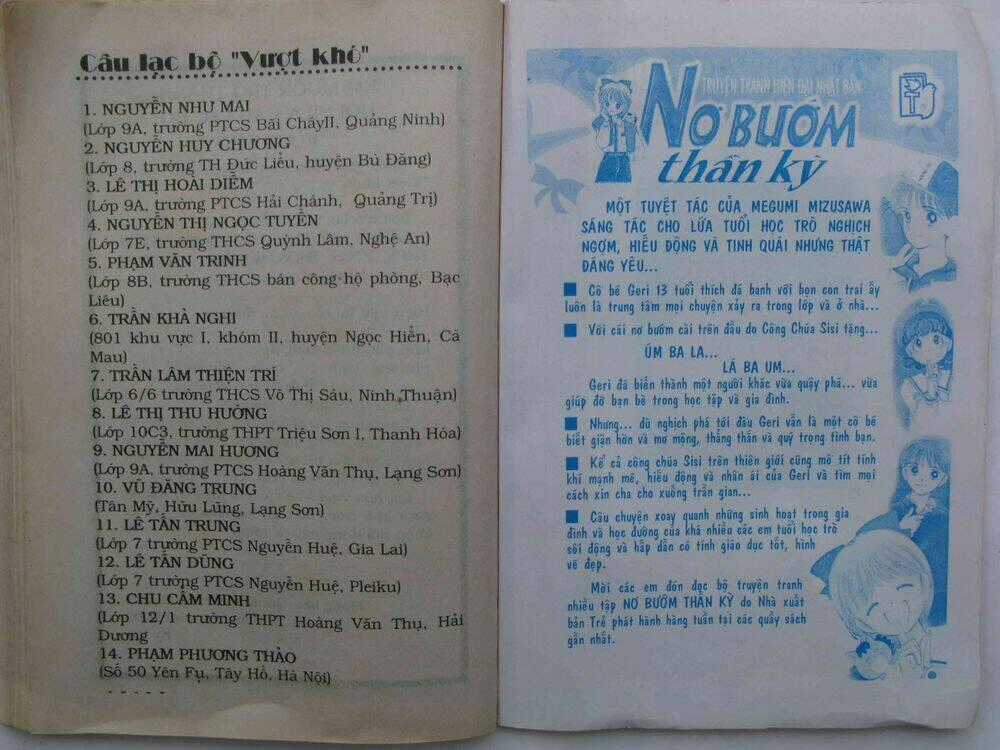 Câu lạc bộ "Vượt khó"
1. NGUYỄN NHƯ MAI
(Lớp 9A, trường PTCS Bãi CháyII, Quảng Ninh)
2. NGUYỄN HUY CHƯƠNG
(Lớp 8, trường TH Đức Liễu, huyện Bù Đăng)
3. LÊ THỊ HOÀI DIỄM
(Lớp 9A, trường PTCS Hải Chánh, Quảng Trị)
4. NGUYỄN THỊ NGỌC TUYỀN
(Lớp 7E, trường THCS Quỳnh Lâm, Nghệ An)
5. PHẠM VĂN TRINH
(Lớp 8B, trường THCS bán công hộ phòng, Bạc
Liêu)
6. TRẦN KHẢ NGHI
(801 khu vực I, khóm II, huyện Ngọc Hiển, Cà
Mau)
7. TRẦN LÂM THIỆN TRÍ
(Lớp 6/6 trường THCS Võ Thị Sáu, Ninh Thuận)
8. LÊ THỊ THU HƯỜNG
(Lớp 10C3, trường THPT Triệu Sơn I, Thanh Hóa)
9. NGUYỄN MAI HƯƠNG
(Lớp 9A, trường PTCS Hoàng Văn Thụ, Lạng Sơn)
10. VŨ ĐĂNG TRUNG
(Tân Mỹ, Hữu Lũng, Lạng Sơn)
11. LÊ TẤN TRUNG
(Lớp 7 trường PTCS Nguyễn Huệ, Gia Lai)
12. LÊ TẤN DŨNG
(Lớp 7 trường PTCS Nguyễn Huệ, Pleiku)
13. CHU CẨM MINH
(Lớp 12/1 trường THPT Hoàng Văn Thụ, Hải
Dương
14. PHẠM PHƯƠNG THẢO
(Số 50 Yên Fụ, Tây Hồ, Hà Nội)
- - - - -
TRUYỆN TRANH HIỆN ĐẠI NHẬT BẢN
NƠ BƯỚM
thần kỳ
MỘT TUYỆT TÁC CỦA MEGUMI MIZUSAWA
SÁNG TÁC CHO LỨA TUỔI HỌC TRÒ NGHỊCH
NGỢM, HIẾU ĐỘNG VÀ TINH QUÁI NHƯNG THẬT
ĐÁNG YÊU...
■ Cô bé Geri 13 tuổi thích đá banh với bọn con trai ấy
luôn là trung tâm mọi chuyện xảy ra trong lớp và ở nhà...
■ Với cái nơ bướm cài trên đầu do Công Chúa Sisi tặng...
ÚM BA LA...
LÀ BA UM...
Geri đã biến thành một người khác vừa quậy phá... vừa
giúp đỡ bạn bè trong học tập và gia đình.
■ Nhưng... dù nghịch phá tới đâu Geri vẫn là một cô bé
biết giận hờn và mơ mộng, thẳng thắn và quý trọng tình bạn.
■ Kể cả công chúa Sisi trên thiên giới cũng mê tít tính
khí mạnh mẽ, hiếu động và nhân ái của Geri và tìm mọi
cách xin cha cho xuống trần gian...
■ Câu chuyện xoay quanh những sinh hoạt trong gia
đình và học đường của khá nhiều các em tuổi học trò
sôi động và hấp dẫn có tính giáo dục tốt, hình
vẽ đẹp.
Mời các em đón đọc bộ truyện tranh
nhiều tập NƠ BƯỚM THẦN KỲ do Nhà xuất
bản Trẻ phát hành hàng tuần tại các quầy sách
gần nhất.